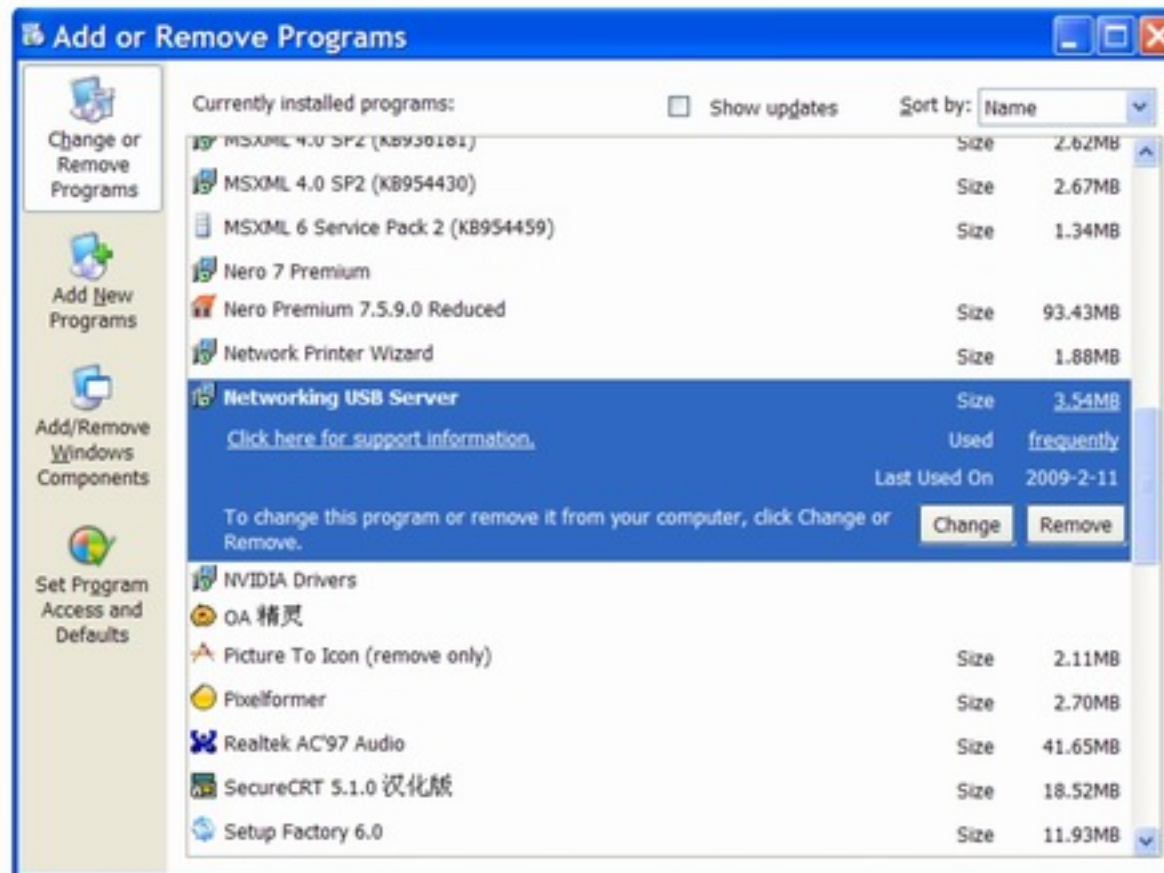 Add or Remove Programs
Change or
Remove
Programs
Add New
Programs
Add/Remove
Windows
Components
Set Program
Access and
Defaults
Currently installed programs:
Show updates
Sort by: Name
MSXML 4.0 SP2 (KB936181) Size 2.62MB
MSXML 4.0 SP2 (KB954430) Size 2.67MB
MSXML 6 Service Pack 2 (KB954459) Size 1.34MB
Nero 7 Premium
Nero Premium 7.5.9.0 Reduced Size 93.43MB
Network Printer Wizard Size 1.88MB
Networking USB Server Size 3.54MB
Click here for support information. Used frequently
Last Used On 2009-2-11
To change this program or remove it from your computer, click Change or
Remove.
Change Remove
NVIDIA Drivers
OA 精灵
Picture To Icon (remove only) Size 2.11MB
Pixelformer Size 2.70MB
Realtek AC'97 Audio Size 41.65MB
SecureCRT 5.1.0 汉化版 Size 18.52MB
Setup Factory 6.0 Size 11.93MB